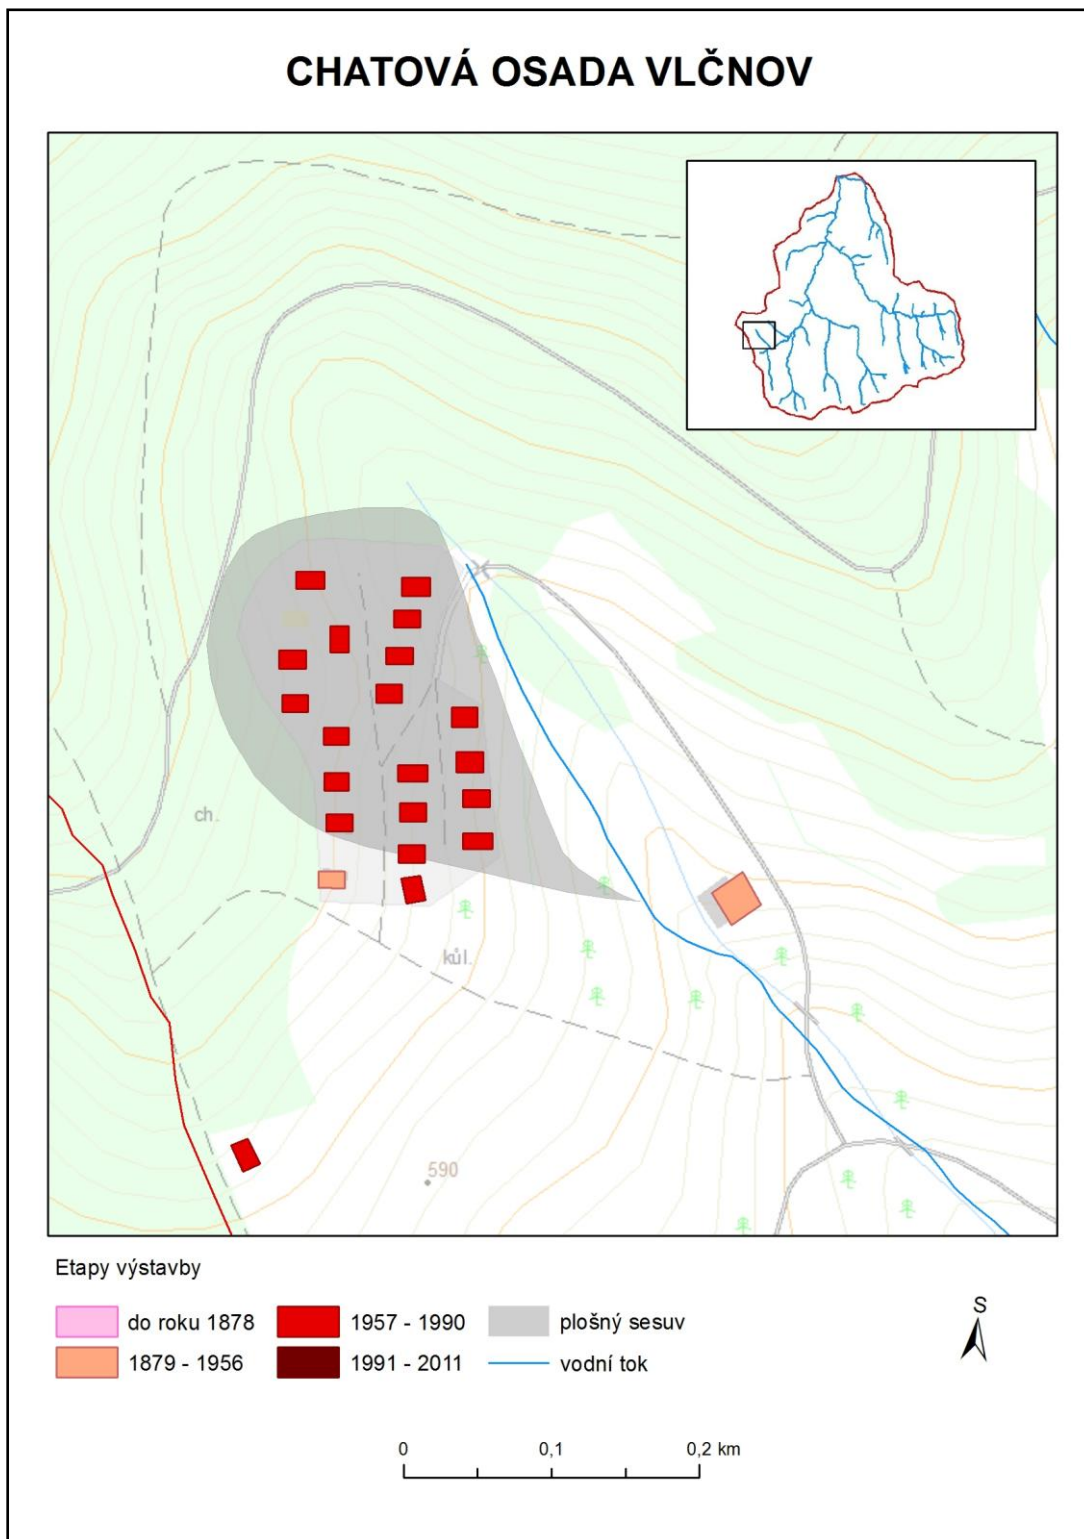 CHATOVÁ OSADA VLČNOV
ch.
kůl.
590
Etapy výstavby
do roku 1878
1957 - 1990
plošný sesuv
1879 - 1956
1991 - 2011
vodní tok
S
0 0,1 0,2 km